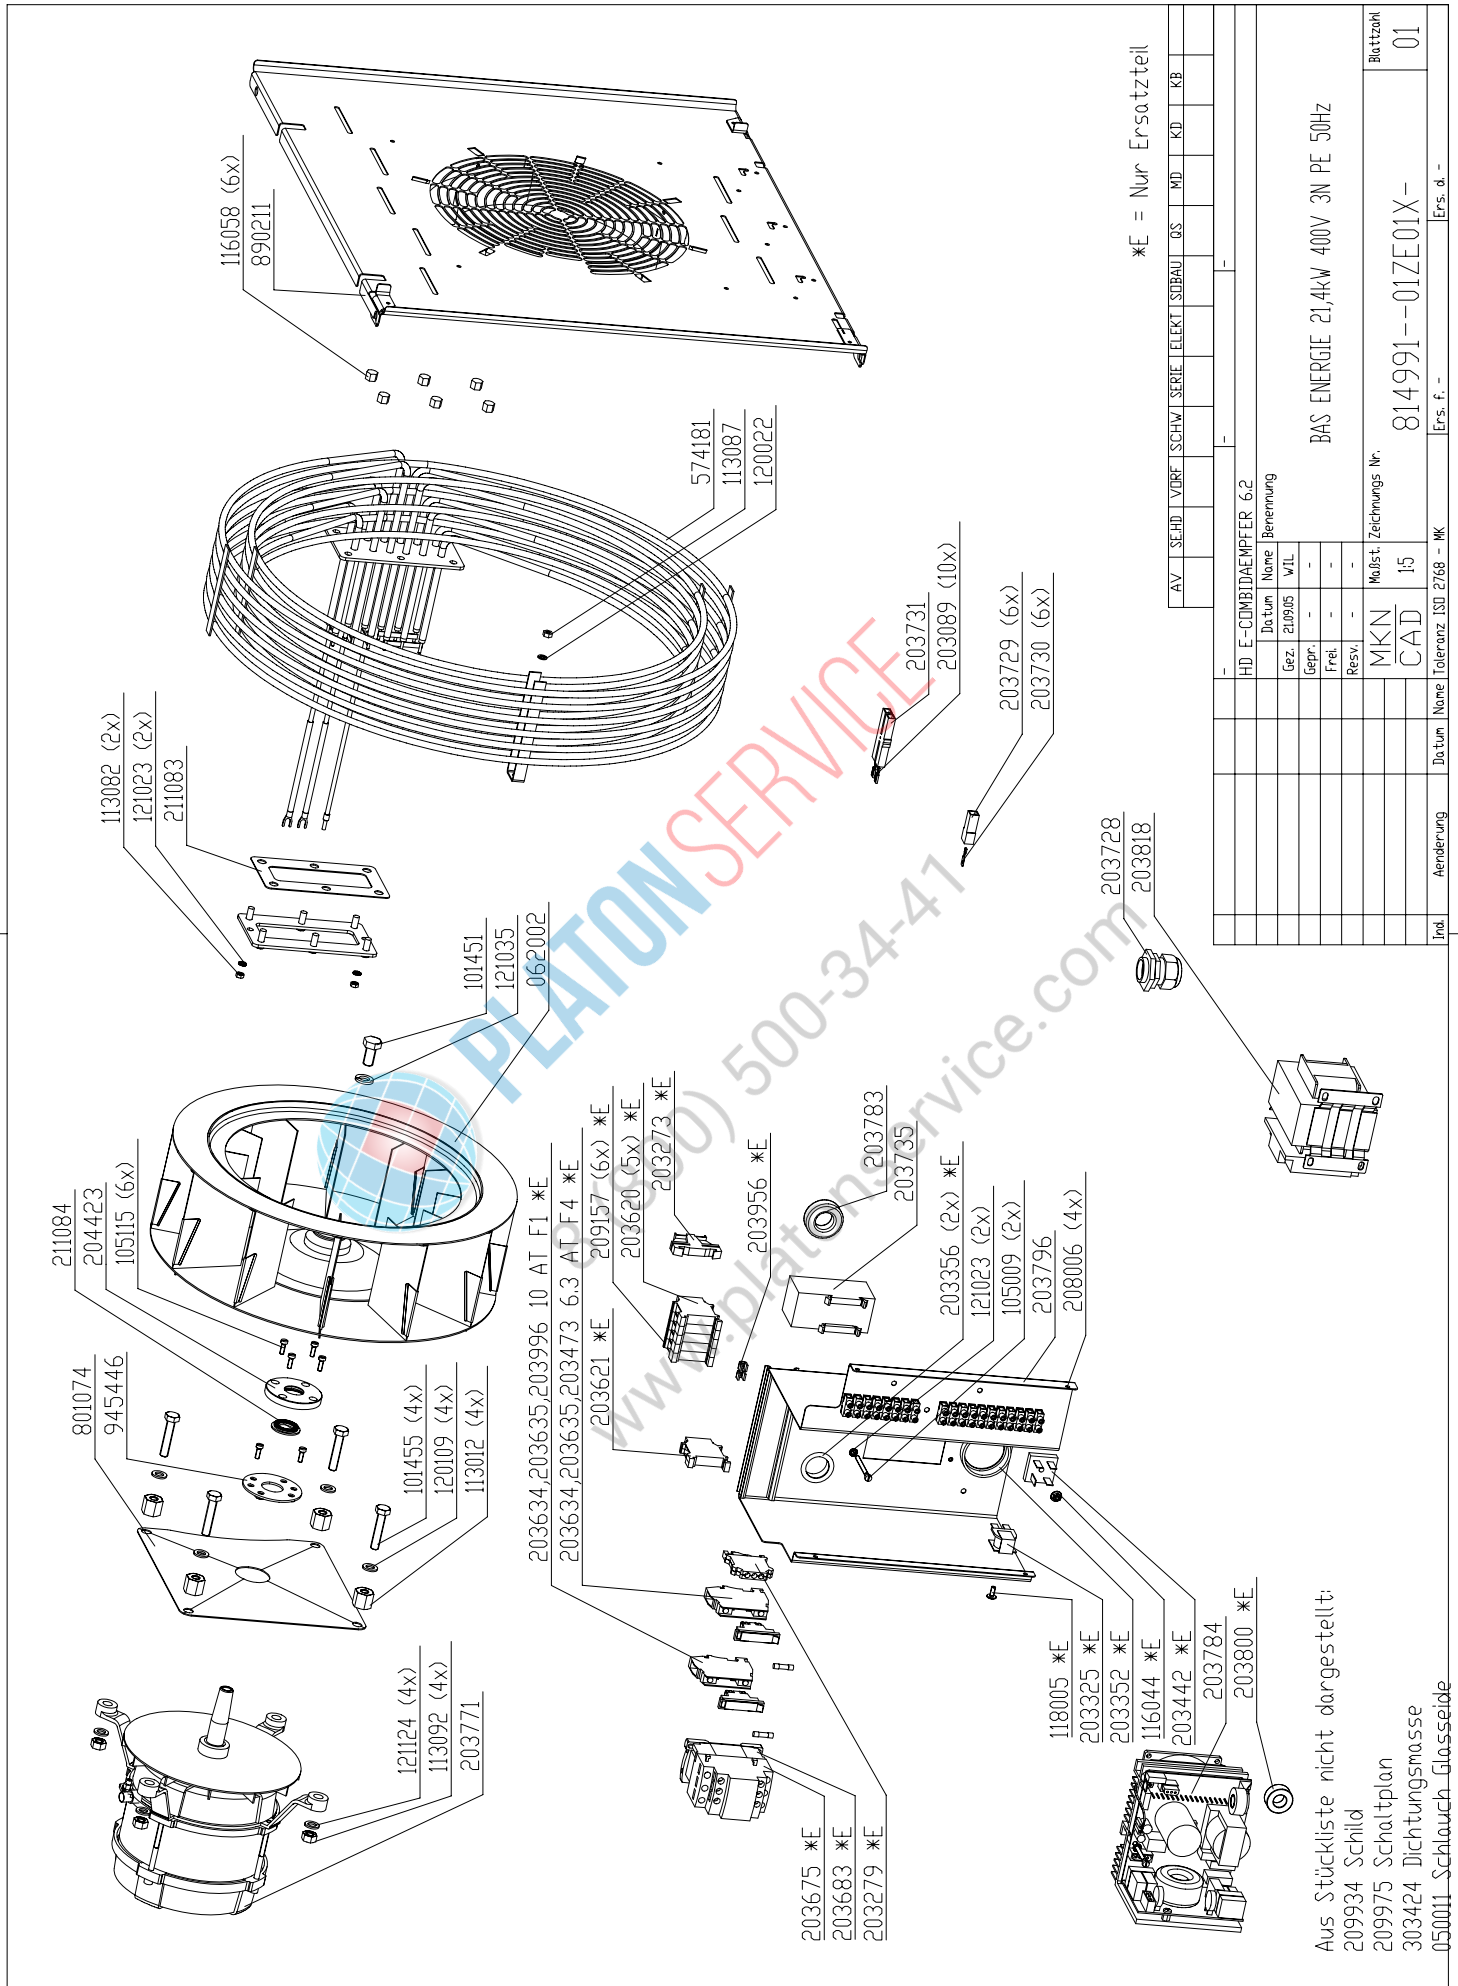 116058 (6x)
890211
574181
113087
120022
113082 (2x)
121023 (2x)
211083
203731
203089 (10x)
203729 (6x)
203730 (6x)
101451
121035
062002
203728
203818
211084
204423
105115 (6x)
801074
945446
101455 (4x)
120109 (4x)
113012 (4x)
121124 (4x)
113092 (4x)
203771
203634,203635,203996 10 AT F1 *E
203634,203635,203473 6.3 AT F4 *E
203621 *E
209157 (6x) *E
203620 (5x) *E
203273 *E
203956 *E
203783
203735
203356 (2x) *E
121023 (2x)
105009 (2x)
203796
208006 (4x)
203675 *E
203683 *E
203279 *E
118005 *E
203325 *E
203352 *E
116044 *E
203442 *E
203784
203800 *E
Aus Stückliste nicht dargestellt:
209934 Schild
209975 Schaltplan
303424 Dichtungsmasse
050011 Schlauch Glasseide
*E = Nur Ersatzteil
AV SEHD VORF SCHW SERIE ELEKT SOBAU QS MD KD KB
- - -
HD E-COMBIDAEMPFER 6.2
Datum Name Benennung
Gez. 21.09.05 WIL
Gepr. - -
Frei. - -
Resv. - -
BAS ENERGIE 21,4kW 400V 3N PE 50Hz
MKN
CAD
Maßst.
1:5
Zeichnungs Nr.
814991--01ZE01X-
Blattzahl
01
Ind. Aenderung Datum Name Toleranz ISO 2768 - MK Ers. f. - Ers. d. -
PLATONSERVICE
8 (800) 500-34-41
www.platonservice.com